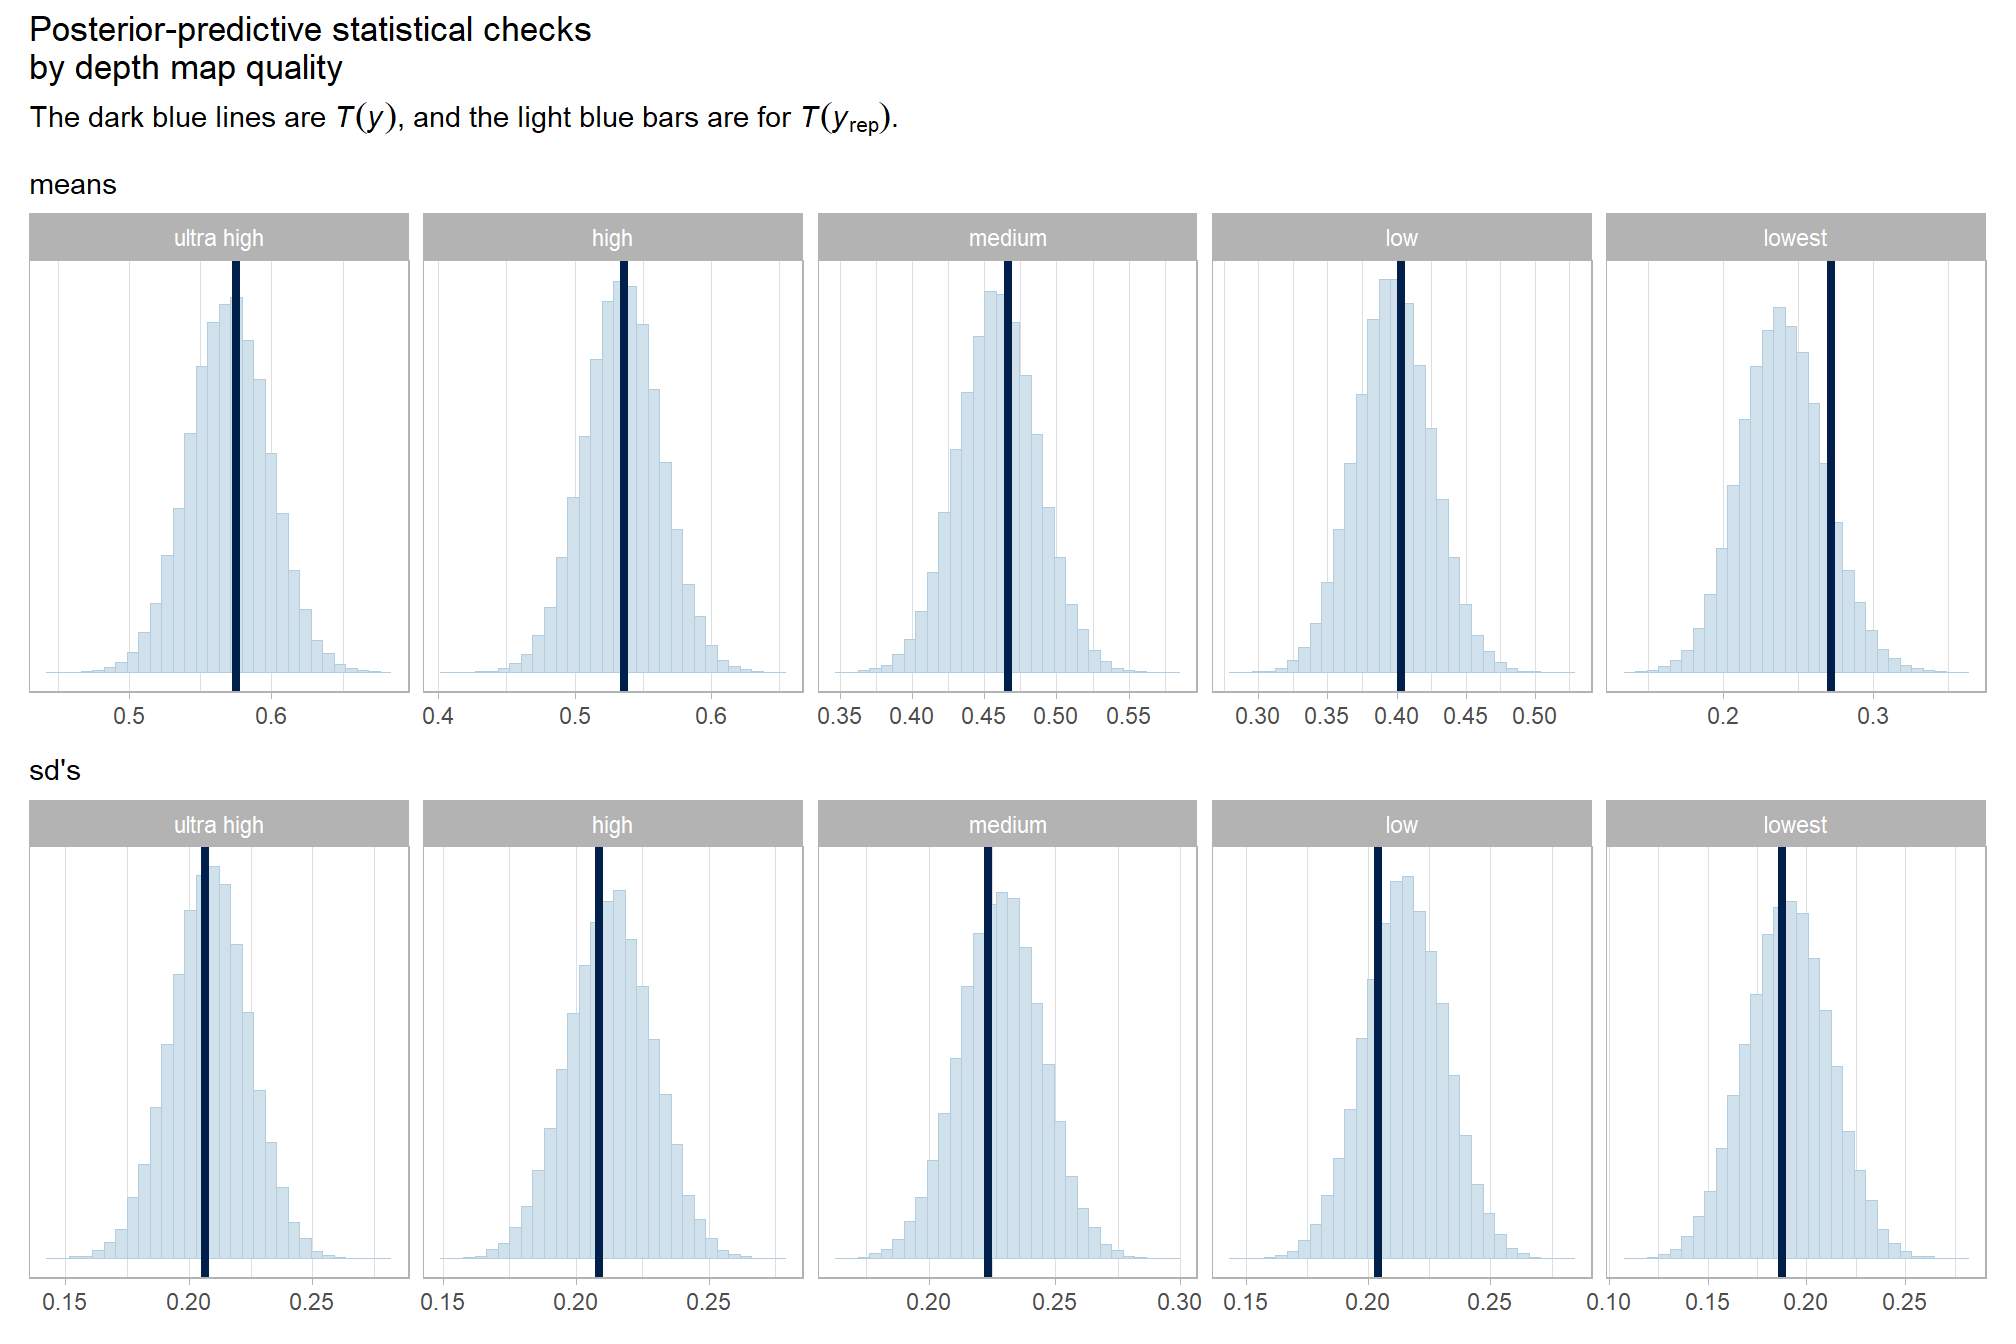 Posterior-predictive statistical checks
by depth map quality
The dark blue lines are T(y), and the light blue bars are for T(y_rep).
means
ultra high high medium low lowest
0.5 0.6 0.4 0.5 0.6 0.35 0.40 0.45 0.50 0.55 0.30 0.35 0.40 0.45 0.50 0.2 0.3
sd's
ultra high high medium low lowest
0.15 0.20 0.25 0.15 0.20 0.25 0.20 0.25 0.30 0.15 0.20 0.25 0.10 0.15 0.20 0.25